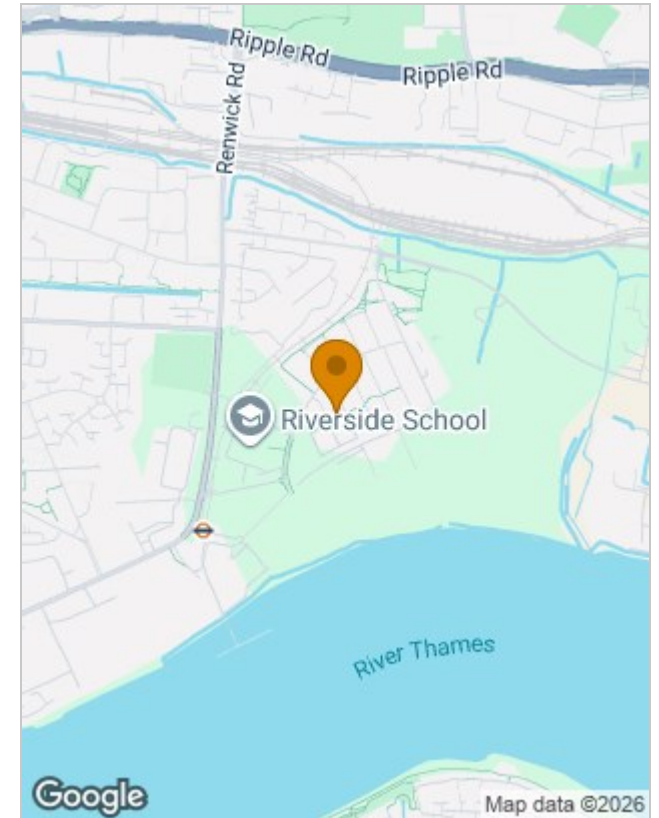 Ripple Rd
Ripple Rd
Renwick Rd
Riverside School
River Thames
Google
Map data ©2026